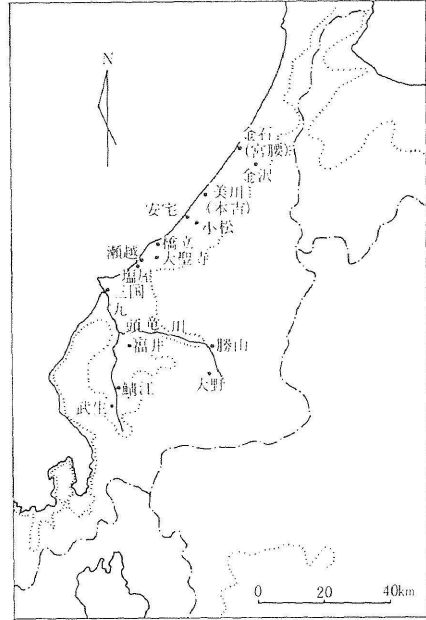 N
金石
(宮腰)
金沢
美川
(本吉)
安宅
小松
橋立
瀬越
大聖寺
塩屋
三国
九頭竜川
福井
勝山
大野
鯖江
武生
0 20 40km